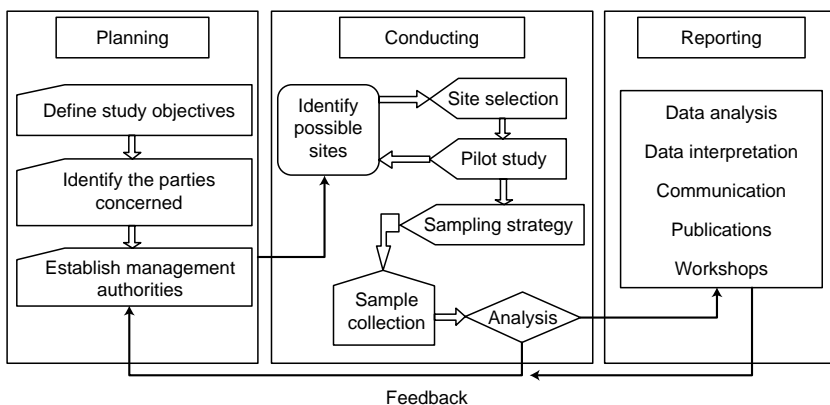 Planning
Define study objectives
Identify the parties
concerned
Establish management
authorities
Conducting
Identify
possible
sites
Site selection
Pilot study
Sampling strategy
Sample
collection
Analysis
Reporting
Data analysis
Data interpretation
Communication
Publications
Workshops
Feedback